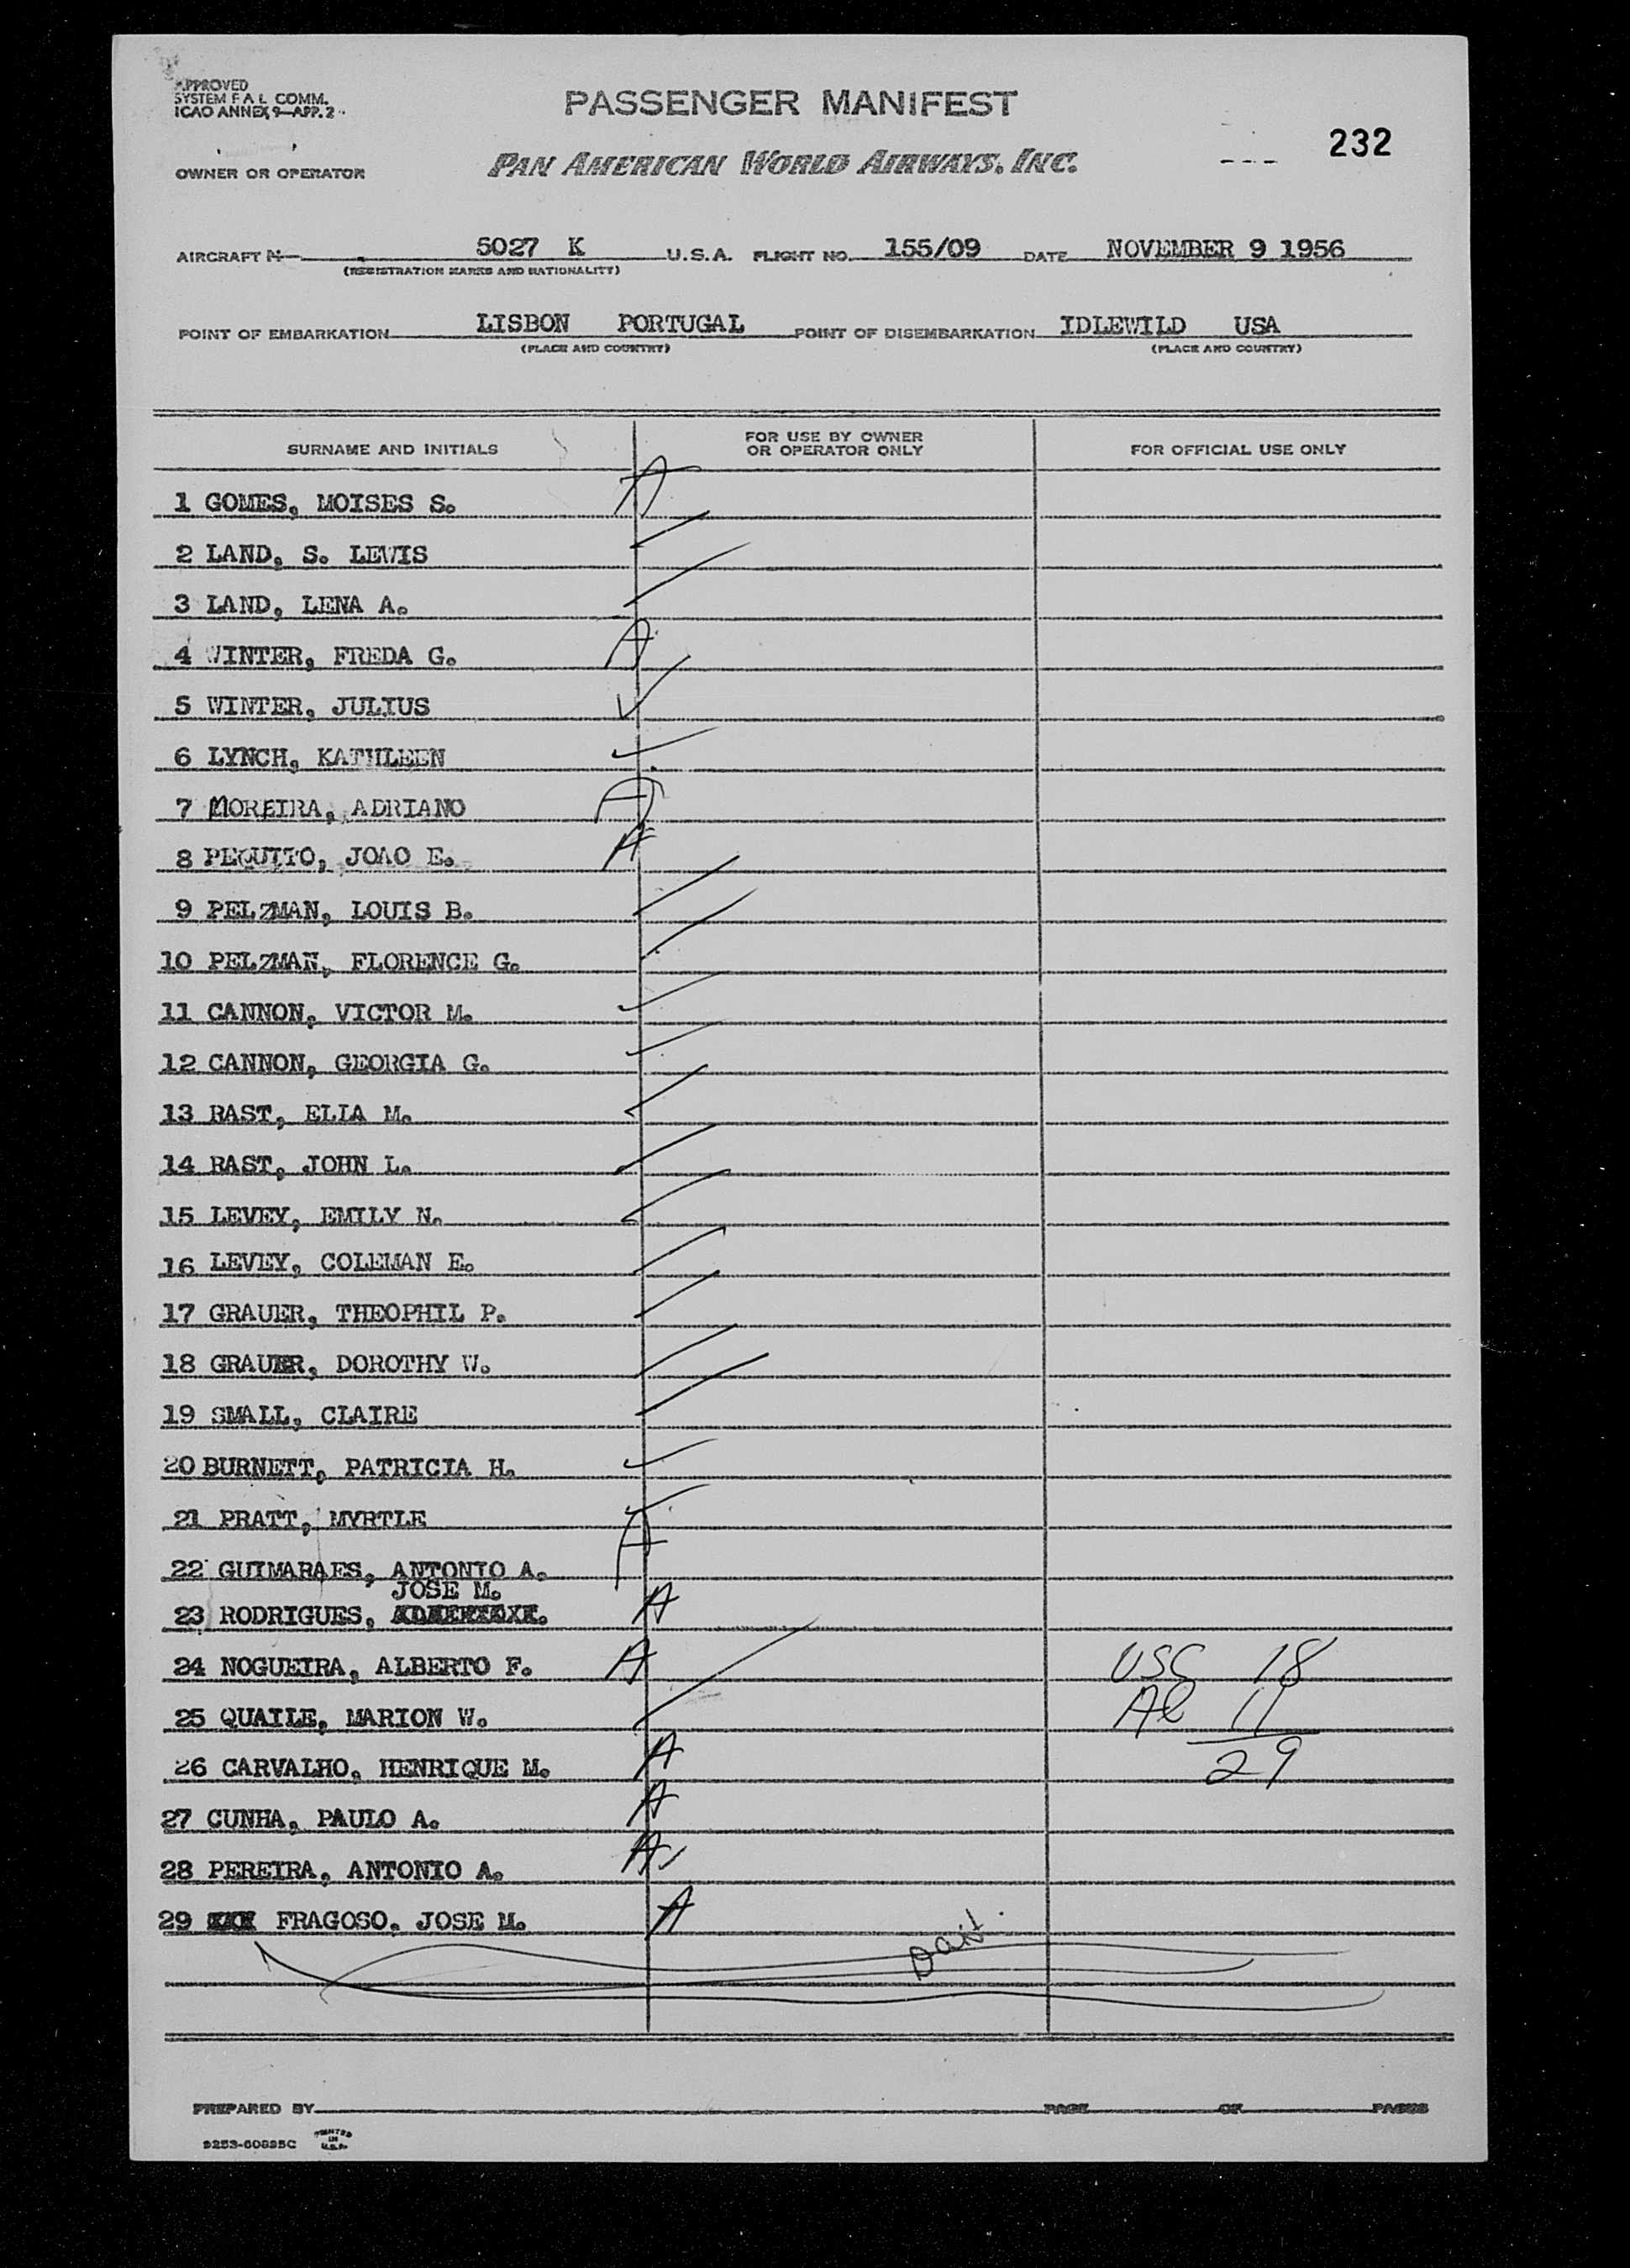 APPROVED
SYSTEM F A L COMM.
ICAO ANNEX 9—APP. 2
PASSENGER MANIFEST
232
OWNER OR OPERATOR
PAN AMERICAN WORLD AIRWAYS, INC.
AIRCRAFT N 5027 K U.S.A. FLIGHT NO. 155/09 DATE NOVEMBER 9 1956
(REGISTRATION MARKS AND NATIONALITY)
POINT OF EMBARKATION LISBON PORTUGAL POINT OF DISEMBARKATION IDLEWILD USA
(PLACE AND COUNTRY) (PLACE AND COUNTRY)
SURNAME AND INITIALS FOR USE BY OWNER OR OPERATOR ONLY FOR OFFICIAL USE ONLY
1 GOMES, MOISES S. A
2 LAND, S. LEWIS
3 LAND, LENA A.
4 WINTER, FREDA G. A
5 WINTER, JULIUS
6 LYNCH, KATHLEEN
7 MOREIRA, ADRIANO A
8 PEQUITO, JOAO E. A
9 PELZMAN, LOUIS B.
10 PELZMAN, FLORENCE G.
11 CANNON, VICTOR M.
12 CANNON, GEORGIA G.
13 RAST, ELIA M.
14 RAST, JOHN L.
15 LEVEY, EMILY N.
16 LEVEY, COLEMAN E.
17 GRAUER, THEOPHIL P.
18 GRAUER, DOROTHY W.
19 SMALL, CLAIRE
20 BURNETT, PATRICIA H.
21 PRATT, MYRTLE
22 GUIMARAES, ANTONIO A. A
JOSE M.
23 RODRIGUES, A
24 NOGUEIRA, ALBERTO F. A USC 18
25 QUAILE, MARION W. Al 11
26 CARVALHO, HENRIQUE M. A 29
27 CUNHA, PAULO A. A
28 PEREIRA, ANTONIO A. A
29 FRAGOSO, JOSE M. A
PREPARED BY PAGE OF PAGES
9253-60895C PRINTED IN U.S.A.